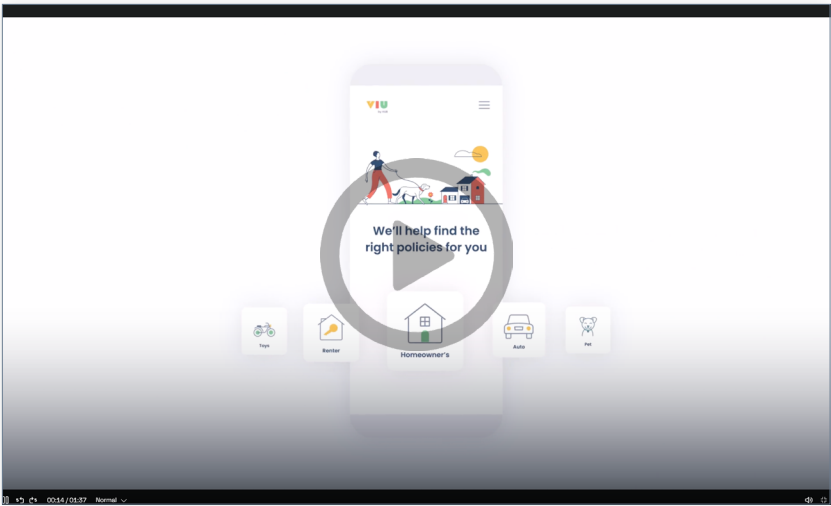 VIU
We'll help find the
right policies for you
Toys
Renter
Homeowner's
Auto
Pet
00:14 / 01:37
Normal